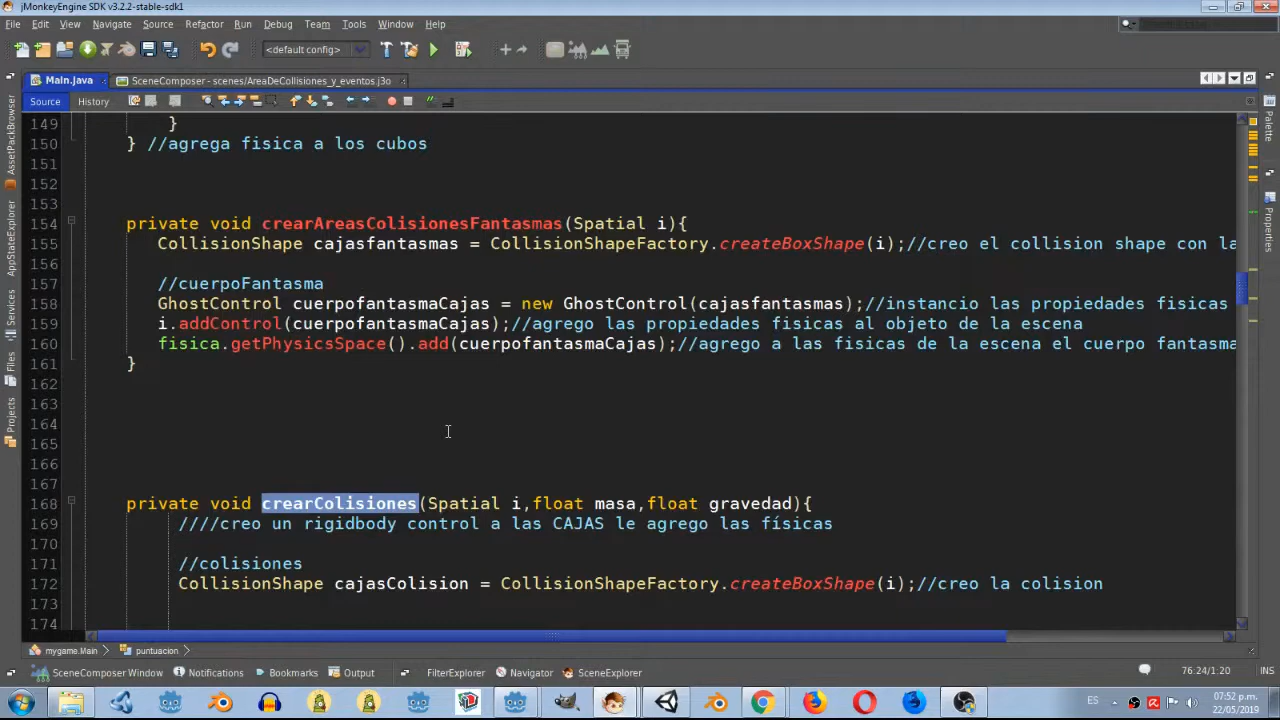 jMonkeyEngine SDK v3.2.2-stable-sdk1
File Edit View Navigate Source Refactor Run Debug Team Tools Window Help
<default config>
Main.java SceneComposer - scenes/AreaDeColisiones_y_eventos.j3o
Source History
149 }
150 } //agrega fisica a los cubos
151
152
153
154 private void crearAreasColisionesFantasmas(Spatial i){
155 CollisionShape cajasfantasmas = CollisionShapeFactory.createBoxShape(i);//creo el collision shape con la
156
157 //cuerpoFantasma
158 GhostControl cuerpofantasmaCajas = new GhostControl(cajasfantasmas);//instancio las propiedades fisicas
159 i.addControl(cuerpofantasmaCajas);//agrego las propiedades fisicas al objeto de la escena
160 fisica.getPhysicsSpace().add(cuerpofantasmaCajas);//agrego a las fisicas de la escena el cuerpo fantasma
161 }
162
163
164
165
166
167
168 private void crearColisiones(Spatial i,float masa,float gravedad){
169 ////creo un rigidbody control a las CAJAS le agrego las físicas
170
171 //colisiones
172 CollisionShape cajasColision = CollisionShapeFactory.createBoxShape(i);//creo la colision
173
174
AssetPackBrowser
AppStateExplorer
Services
Files
Projects
Palette
Properties
mygame.Main puntuacion
SceneComposer Window Notifications Bookmarks Output FilterExplorer Navigator SceneExplorer
76:24/1:20 INS
ES
07:52 p.m.
22/05/2019